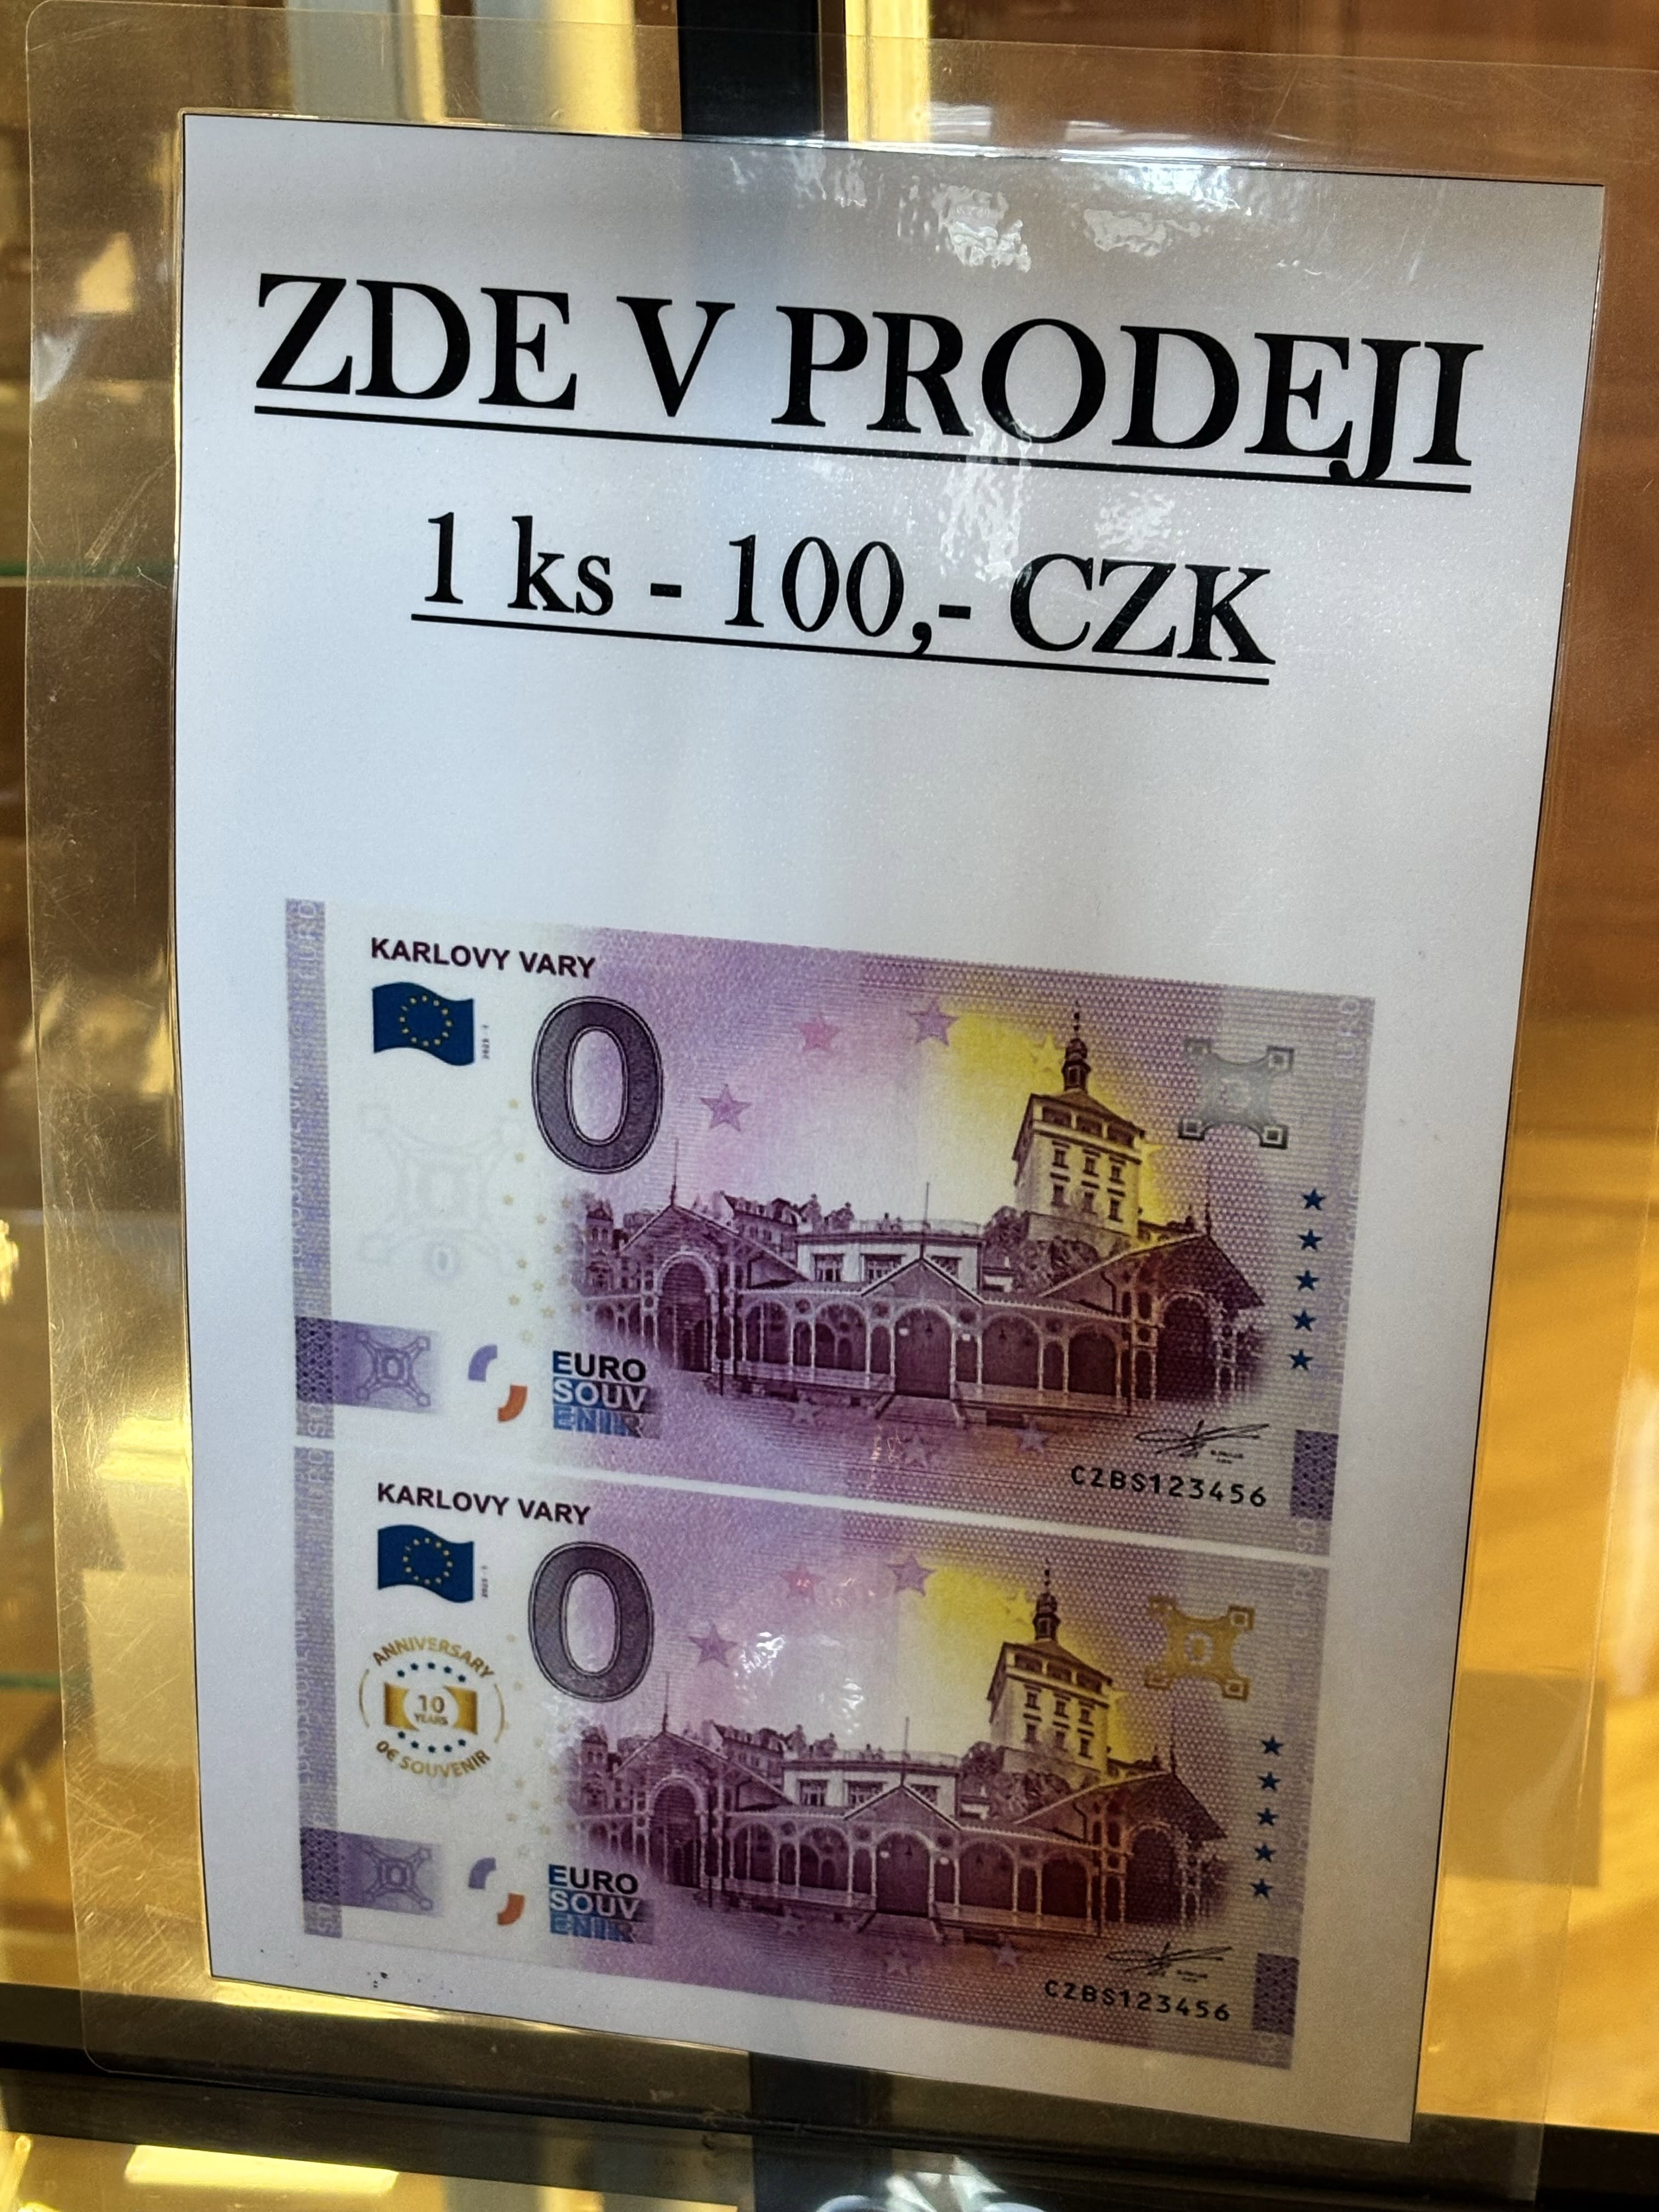 ZDE V PRODEJI
1 ks - 100,- CZK
KARLOVY VARY
0
EURO
SOUV
ENIR
CZBS123456
KARLOVY VARY
0
ANNIVERSARY
10
YEARS
0€ SOUVENIR
EURO
SOUV
ENIR
CZBS123456